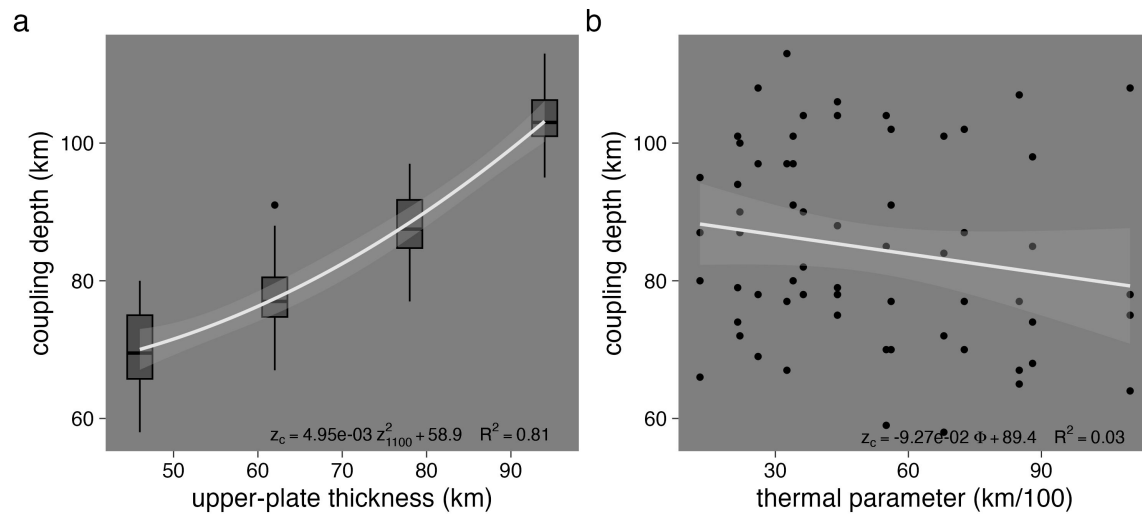 a
coupling depth (km)
100
80
60
z_c = 4.95e-03 z_1100^2 + 58.9 R^2 = 0.81
50 60 70 80 90
upper-plate thickness (km)
b
coupling depth (km)
100
80
60
z_c = -9.27e-02 Φ + 89.4 R^2 = 0.03
30 60 90
thermal parameter (km/100)